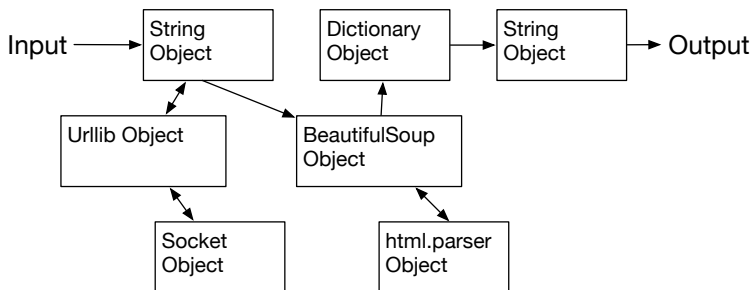 Input
String
Object
Dictionary
Object
String
Object
Output
Urllib Object
BeautifulSoup
Object
Socket
Object
html.parser
Object